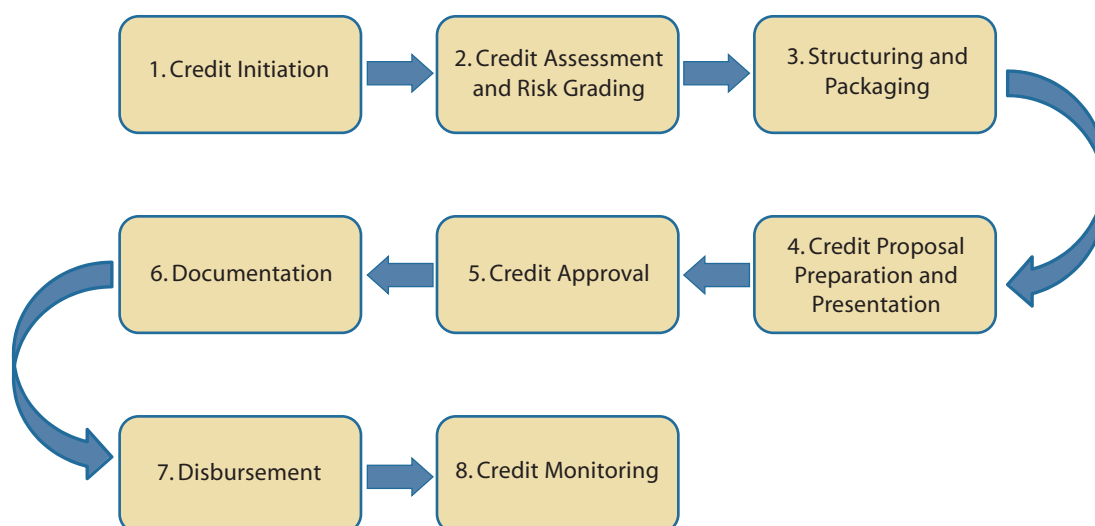 1. Credit Initiation
2. Credit Assessment
and Risk Grading
3. Structuring and
Packaging
4. Credit Proposal
Preparation and
Presentation
5. Credit Approval
6. Documentation
7. Disbursement
8. Credit Monitoring